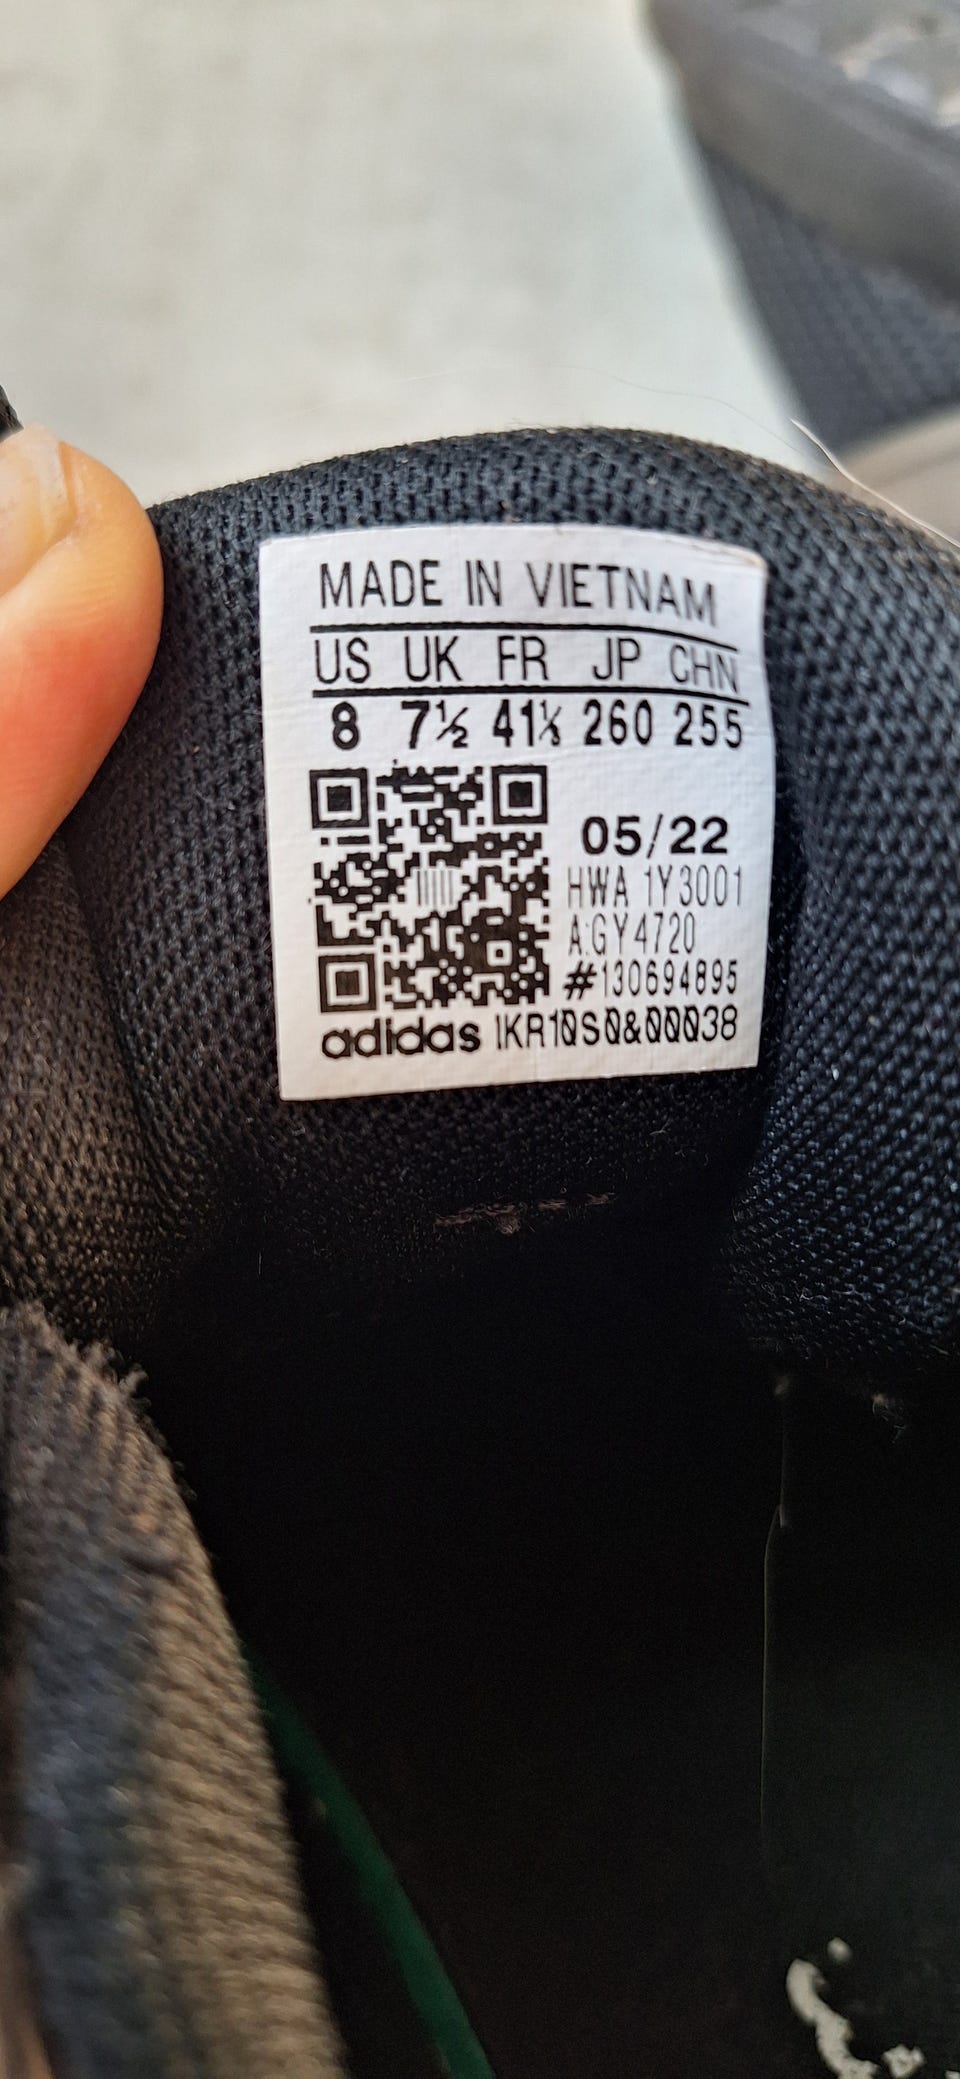 MADE IN VIETNAM
US UK FR JP CHN
8 7½ 41⅓ 260 255
05/22
HWA 1Y3001
A:GY4720
#130694895
adidas IKR10S0&00038